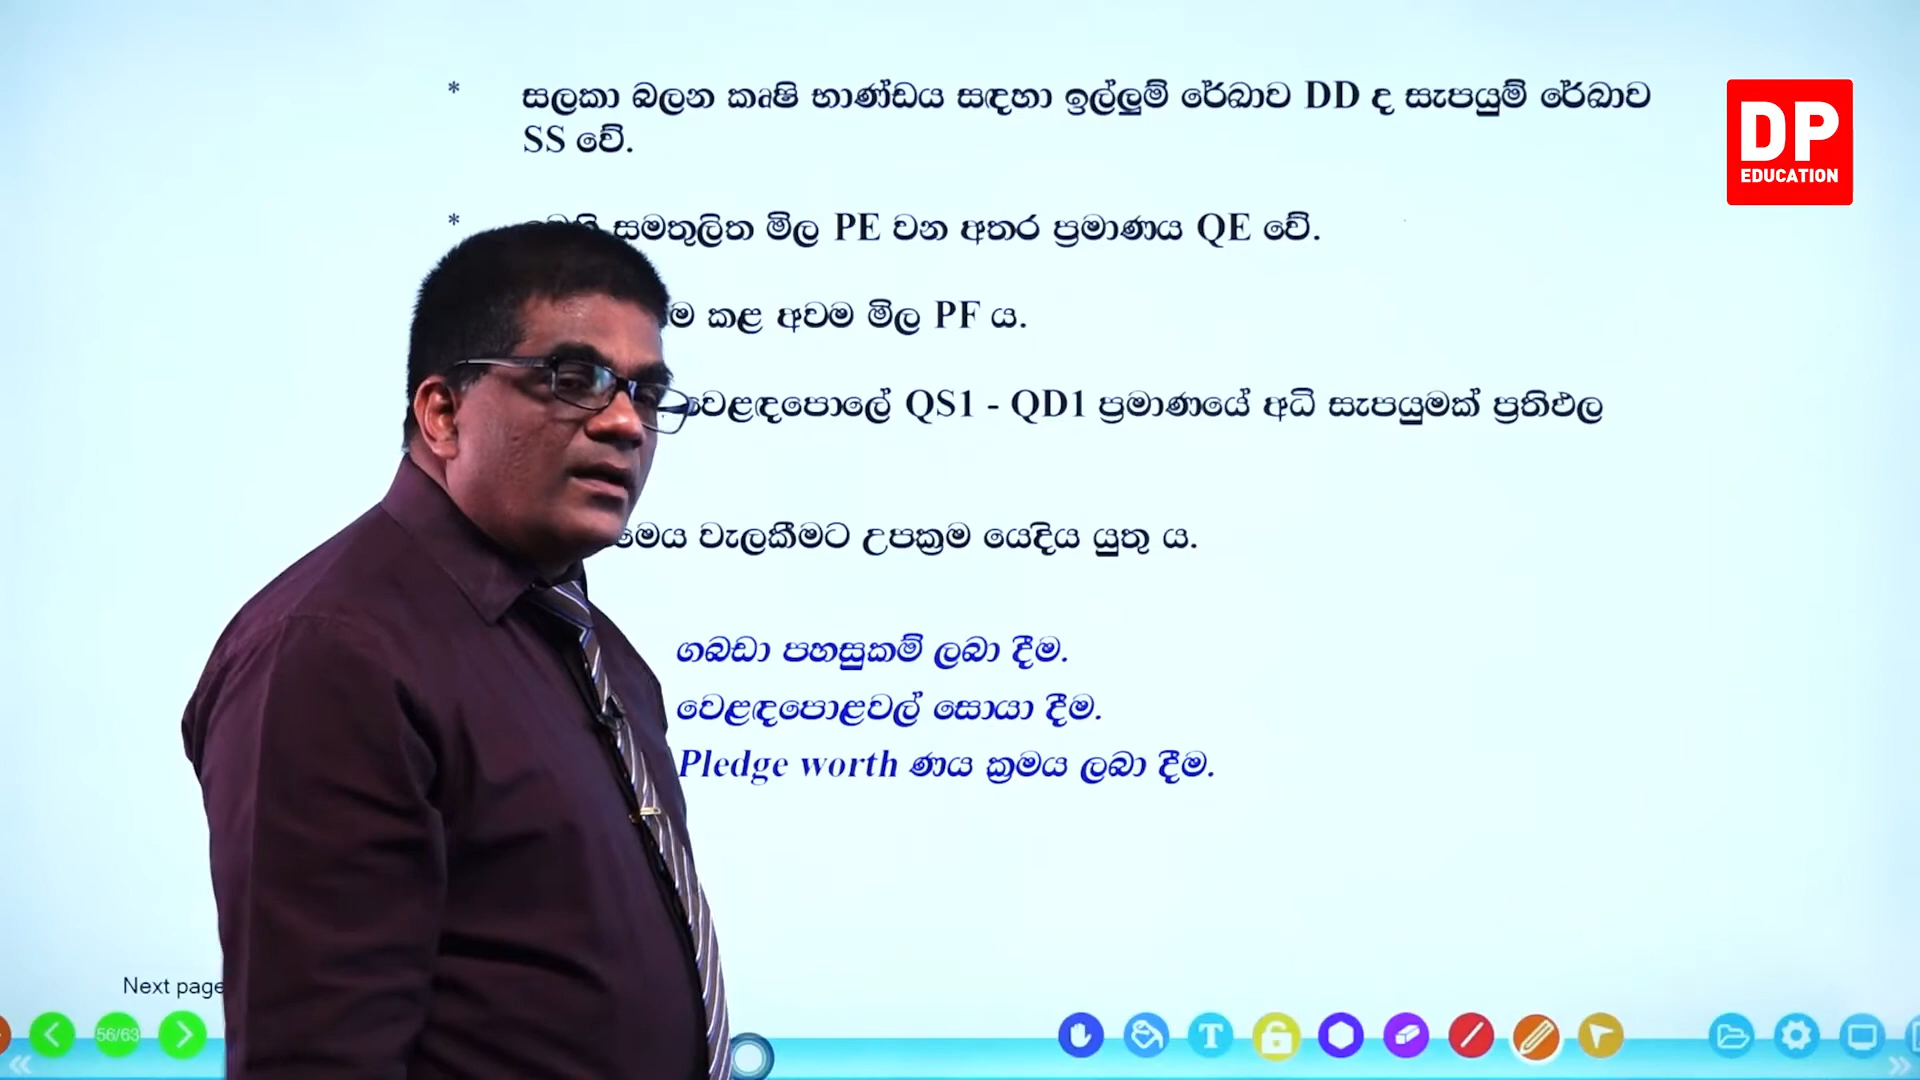 * සලකා බලන කෘෂි භාණ්ඩය සඳහා ඉල්ලුම් රේඛාව DD ද සැපයුම් රේඛාව
SS වේ.
DP
EDUCATION
* සමතුලිත මිල PE වන අතර ප්‍රමාණය QE වේ.
කළ අවම මිල PF ය.
වෙළඳපොලේ QS1 - QD1 ප්‍රමාණයේ අධි සැපයුමක් ප්‍රතිඵල
මෙය වැලකීමට උපක්‍රම යෙදිය යුතු ය.
ගබඩා පහසුකම් ලබා දීම.
වෙළඳපොළවල් සොයා දීම.
Pledge worth ණය ක්‍රමය ලබා දීම.
Next page
56/63
T